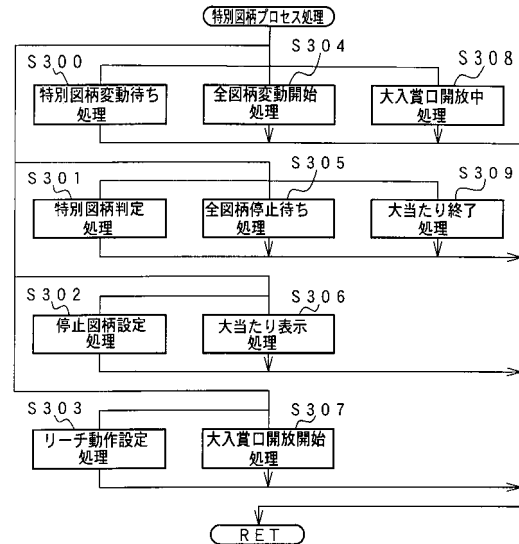 特別図柄プロセス処理
S300
特別図柄変動待ち
処理
S304
全図柄変動開始
処理
S308
大入賞口開放中
処理
S301
特別図柄判定
処理
S305
全図柄停止待ち
処理
S309
大当たり終了
処理
S302
停止図柄設定
処理
S306
大当たり表示
処理
S303
リーチ動作設定
処理
S307
大入賞口開放開始
処理
RET